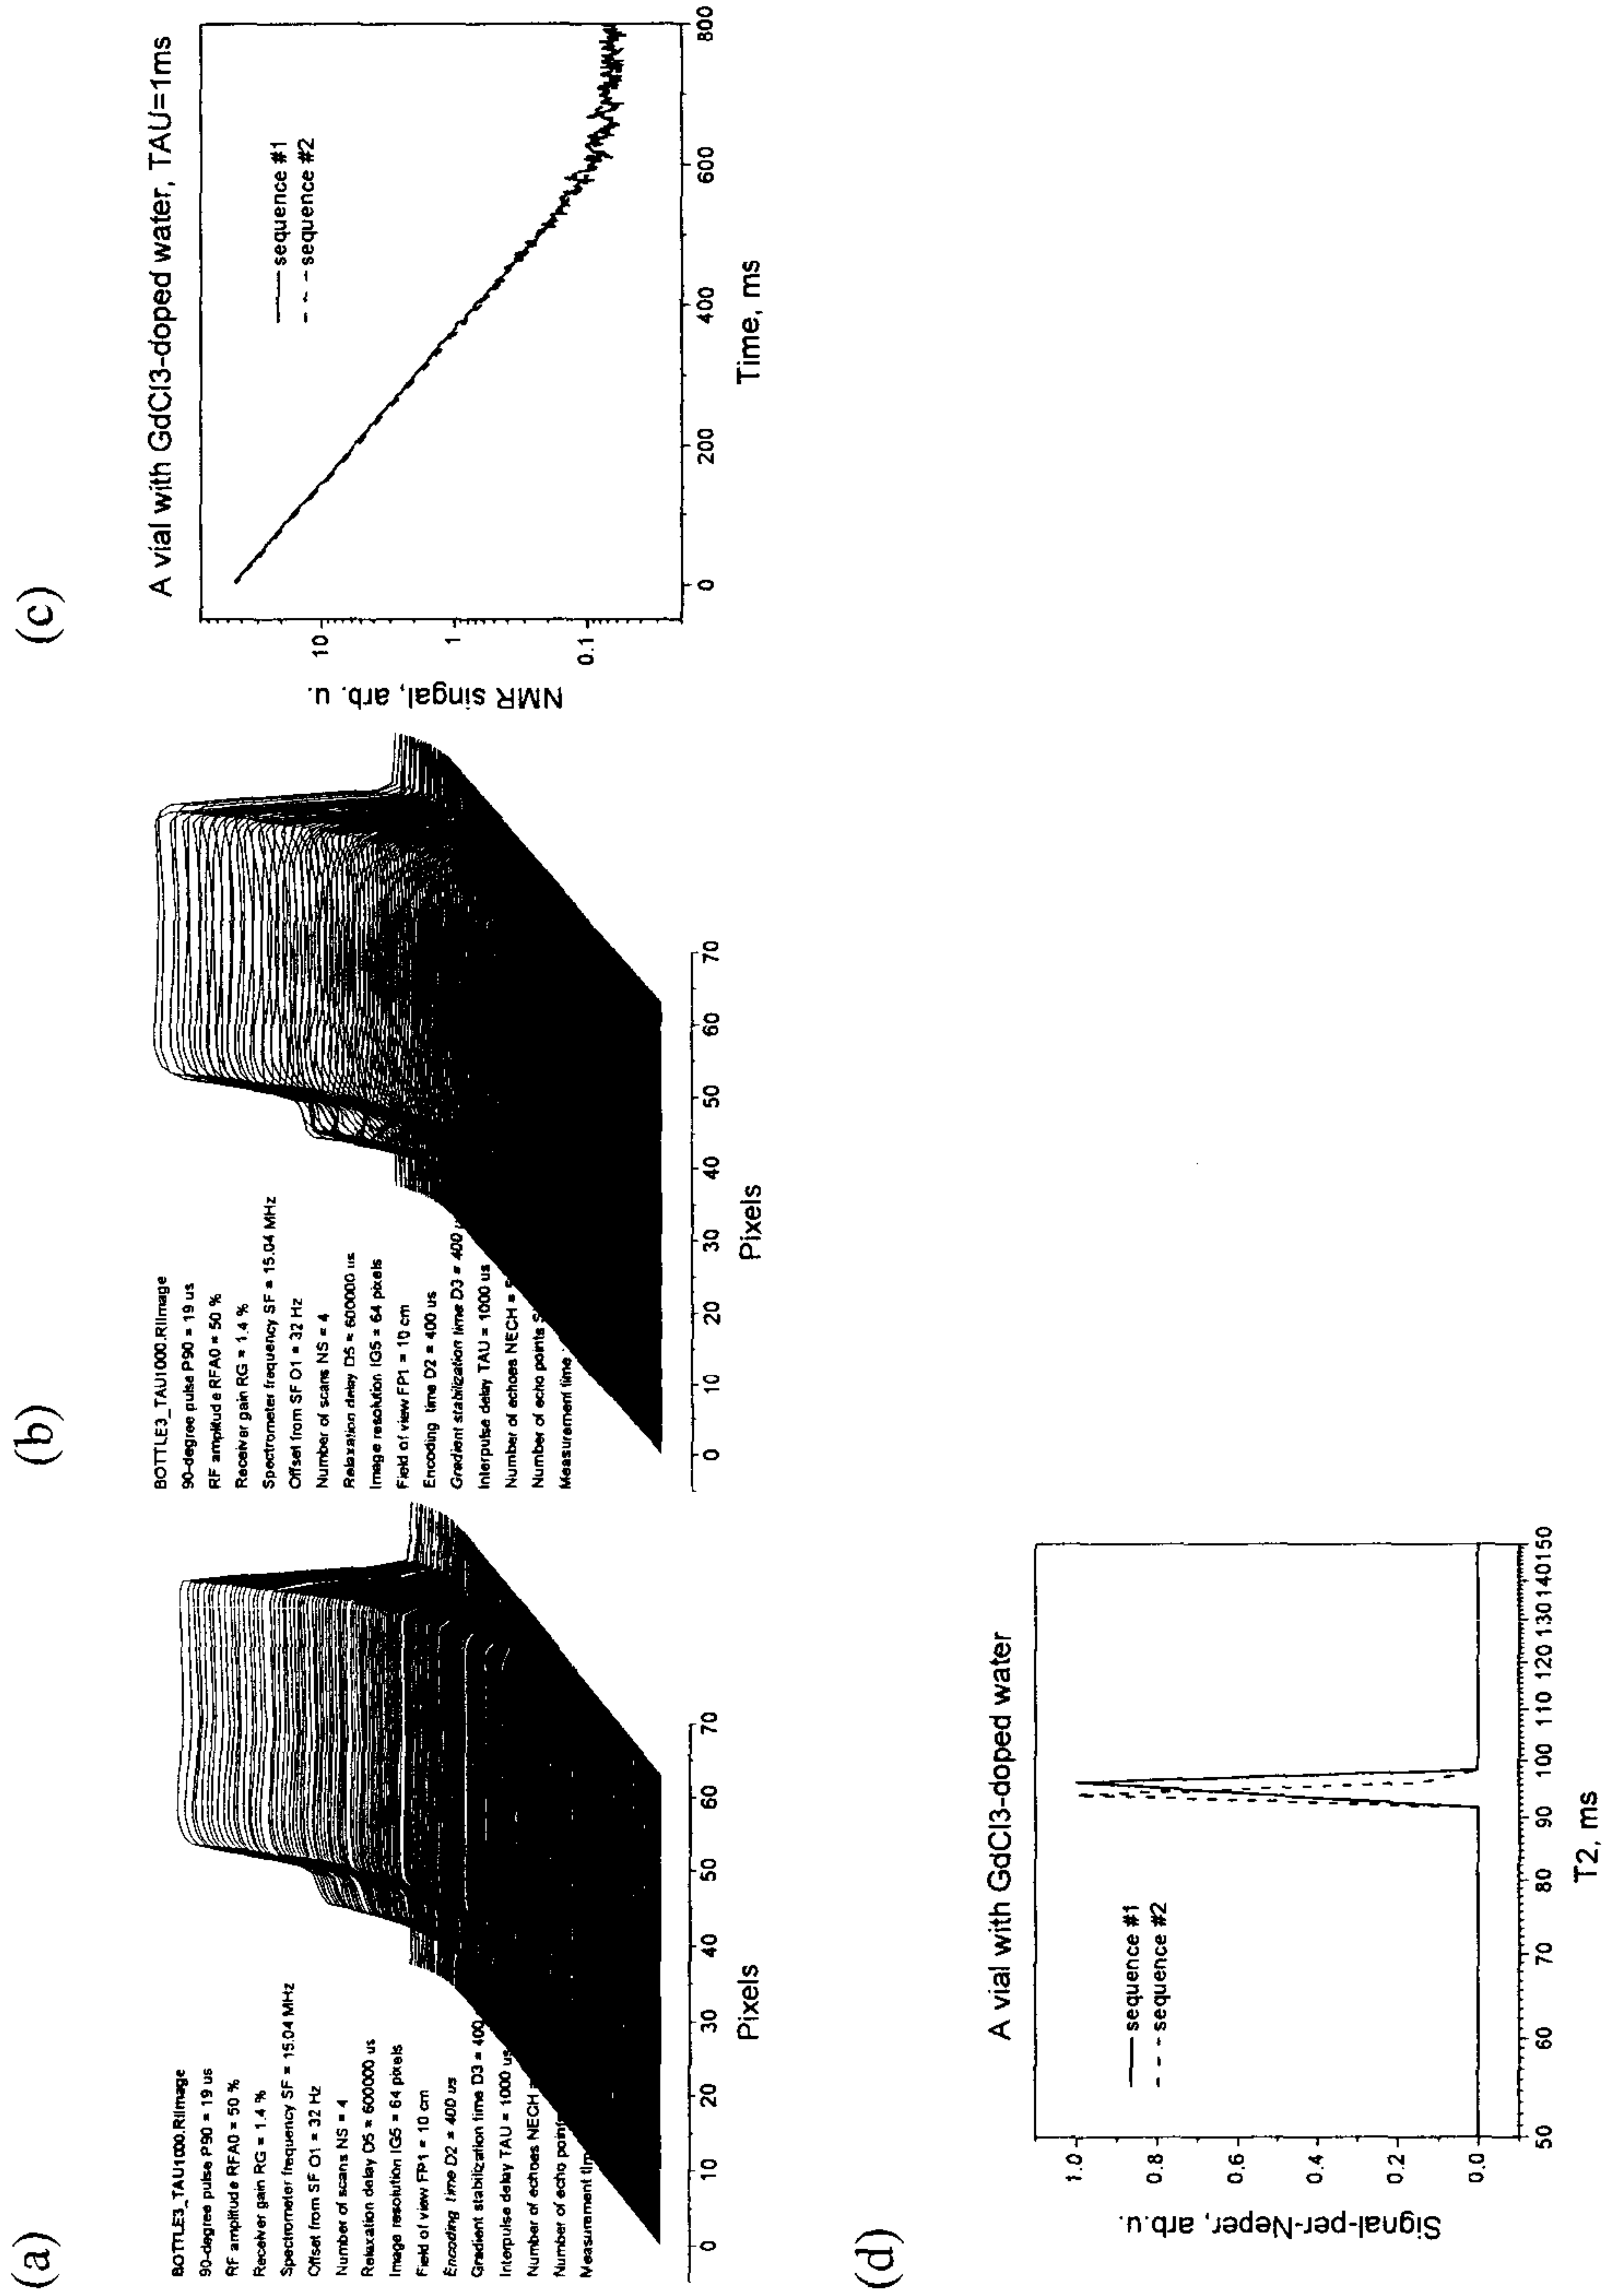 (a)
BOTTLE3_TAU1000.RIImage
90-degree pulse P90 = 19 us
RF amplitude RFA0 = 50 %
Receiver gain RG = 1.4 %
Spectrometer frequency SF = 15.04 MHz
Offset from SF O1 = 32 Hz
Number of scans NS = 4
Relaxation delay D5 = 600000 us
Image resolution IG5 = 64 pixels
Field of view FP1 = 10 cm
Encoding time D2 = 400 us
Gradient stabilization time D3 = 400
Interpulse delay TAU = 1000 us
Number of echoes NECH
Number of echo
Measurement
0 10 20 30 40 50 60 70
Pixels
(b)
BOTTLE3_TAU1000.RIImage
90-degree pulse P90 = 19 us
RF amplitude RFA0 = 50 %
Receiver gain RG = 1.4 %
Spectrometer frequency SF = 15.04 MHz
Offset from SF O1 = 32 Hz
Number of scans NS = 4
Relaxation delay D5 = 600000 us
Image resolution IG5 = 64 pixels
Field of view FP1 = 10 cm
Encoding time D2 = 400 us
Gradient stabilization time D3 = 400
Interpulse delay TAU = 1000 us
Number of echoes NECH =
Number of echo points
Measurement time
0 10 20 30 40 50 60 70
Pixels
(c)
A vial with GdCl3-doped water, TAU=1ms
NMR singal, arb. u.
10
1
0.1
sequence #1
sequence #2
0 200 400 600 800
Time, ms
(d)
A vial with GdCl3-doped water
Signal-per-Neper, arb.u.
1.0
0.8
0.6
0.4
0.2
0.0
sequence #1
sequence #2
50 60 70 80 90 100 110 120 130 140 150
T2, ms